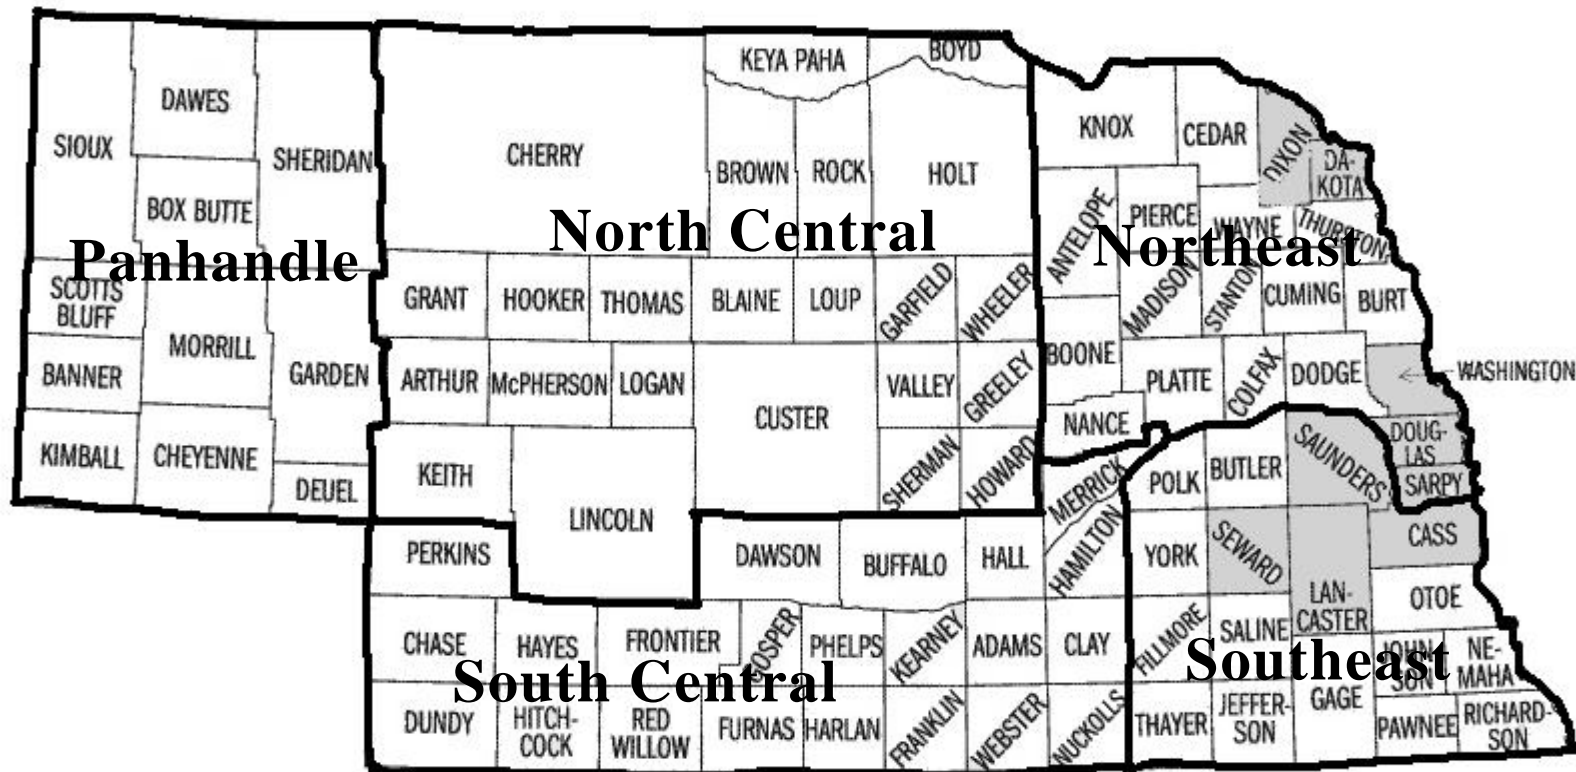 BOYD
KEYA PAHA
DAWES
KNOX
CEDAR
SIOUX
SHERIDAN
CHERRY
DIXON
DA-
KOTA
BROWN
ROCK
HOLT
BOX BUTTE
ANTELOPE
PIERCE
WAYNE
THURSTON
Panhandle
North Central
Northeast
SCOTTS
BLUFF
GRANT
HOOKER
THOMAS
BLAINE
LOUP
GARFIELD
WHEELER
MADISON
STANTON
CUMING
BURT
MORRILL
BOONE
BANNER
GARDEN
ARTHUR
McPHERSON
LOGAN
VALLEY
GREELEY
PLATTE
COLFAX
DODGE
WASHINGTON
CUSTER
NANCE
KIMBALL
CHEYENNE
DEUEL
KEITH
LINCOLN
SHERMAN
HOWARD
MERRICK
POLK
BUTLER
SAUNDERS
DOUG-
LAS
SARPY
PERKINS
DAWSON
BUFFALO
HALL
HAMILTON
YORK
SEWARD
CASS
LAN-
CASTER
OTOE
CHASE
HAYES
FRONTIER
GOSPER
PHELPS
KEARNEY
ADAMS
CLAY
FILLMORE
SALINE
JOHN-
SON
NE-
MAHA
South Central
Southeast
DUNDY
HITCH-
COCK
RED
WILLOW
FURNAS
HARLAN
FRANKLIN
WEBSTER
NUCKOLLS
THAYER
JEFFER-
SON
GAGE
PAWNEE
RICHARD-
SON